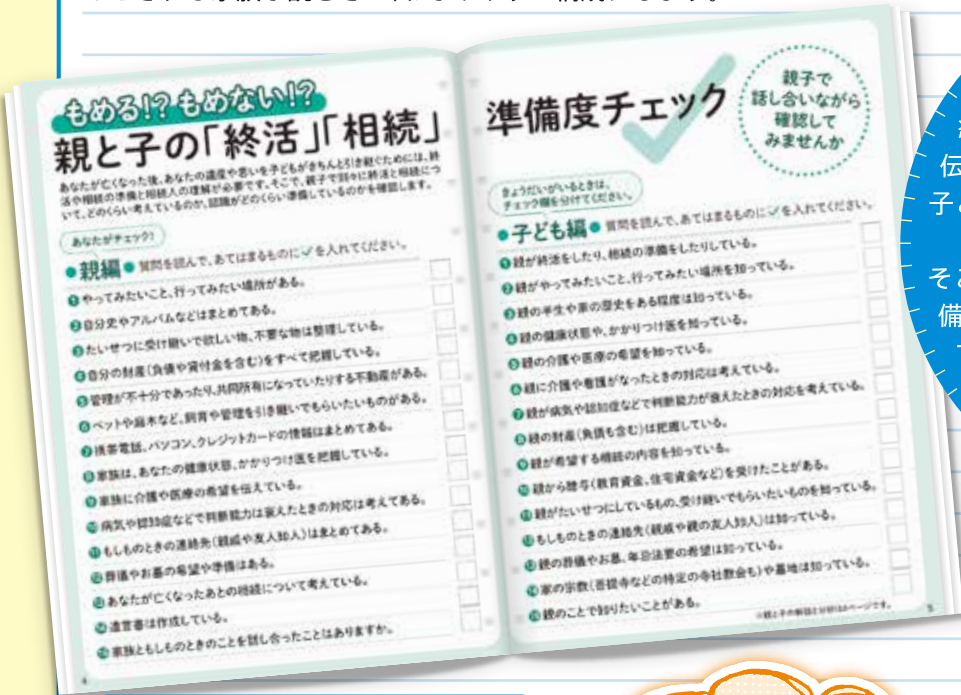 もめる!? もめない!?
親と子の「終活」「相続」
あなたが亡くなった後、あなたの遺産や思いを子どもがきちんと引き継ぐためには、終
活や相続の準備と相続人の理解が必要です。そこで、親子で別々に終活と相続につ
いて、どのくらい考えているのか、認識がどのくらい準備しているのかを確認します。
あなたがチェック!
●親編● 質問を読んで、あてはまるものに✓を入れてください。
❶やってみたいこと、行ってみたい場所がある。
❷自分史やアルバムなどはまとめてある。
❸たいせつに受け継いで欲しい物、不要な物は整理している。
❹自分の財産(負債や貸付金を含む)をすべて把握している。
❺管理が不十分であったり、共同所有になっていたりする不動産がある。
❻ペットや庭木など、飼育や管理を引き継いでもらいたいものがある。
❼携帯電話、パソコン、クレジットカードの情報はまとめてある。
❽家族は、あなたの健康状態、かかりつけ医を把握している。
❾家族に介護や医療の希望を伝えている。
❿病気や認知症などで判断能力は衰えたときの対応は考えてある。
⓫もしものときの連絡先(親戚や友人知人)はまとめてある。
⓬葬儀やお墓の希望や準備はある。
⓭あなたが亡くなったあとの相続について考えている。
⓮遺言書は作成している。
⓯家族ともしものときのことを話し合ったことはありますか。
4
準備度チェック
親子で
話し合いながら
確認して
みませんか
きょうだいがいるときは、
チェック欄を分けてください。
●子ども編● 質問を読んで、あてはまるものに✓を入れてください。
❶親が終活をしたり、相続の準備をしたりしている。
❷親がやってみたいこと、行ってみたい場所を知っている。
❸親の半生や家の歴史をある程度は知っている。
❹親の健康状態や、かかりつけ医を知っている。
❺親の介護や医療の希望を知っている。
❻親に介護や看護がなったときの対応は考えている。
❼親が病気や認知症などで判断能力が衰えたときの対応を考えている。
❽親の財産(負債も含む)は把握している。
❾親が希望する相続の内容を知っている。
❿親から贈与(教育資金、住宅資金など)を受けたことがある。
⓫親がたいせつにしているもの、受け継いでもらいたいものを知っている。
⓬もしものときの連絡先(親戚や親の友人知人)は知っている。
⓭親の葬儀やお墓、年忌法要の希望は知っている。
⓮家の宗教(菩提寺などの特定の寺社教会も)や墓地は知っている。
⓯親のことで知りたいことがある。
5
伝
子
そ
備